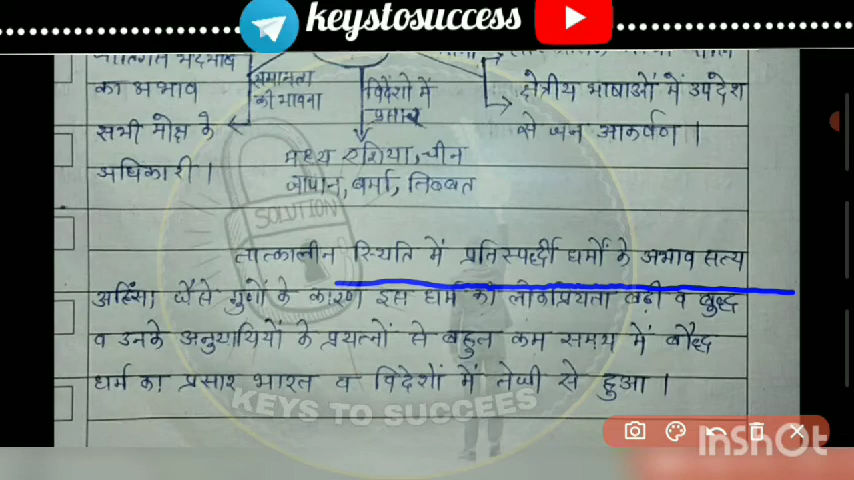 keystosuccess
जातिगत भेदभाव
का अभाव
सभी मोक्ष के
अधिकारी।
समानता
की भावना
विदेशों में
प्रसार
मध्य एशिया, चीन
जापान, बर्मा, तिब्बत
क्षेत्रीय भाषाओं में उपदेश
से जन आकर्षण।।
SOLUTION
तात्कालीन स्थिति में प्रतिस्पर्द्धी धर्मों के अभाव सत्य
अहिंसा जैसे गुणों के कारण इस धर्म की लोकप्रियता बढ़ी व बुद्ध
व उनके अनुयायियों के प्रयत्नों से बहुत कम समय में बौद्ध
धर्म का प्रसार भारत व विदेशों में तेजी से हुआ।
KEYS TO SUCCEES
InShOt